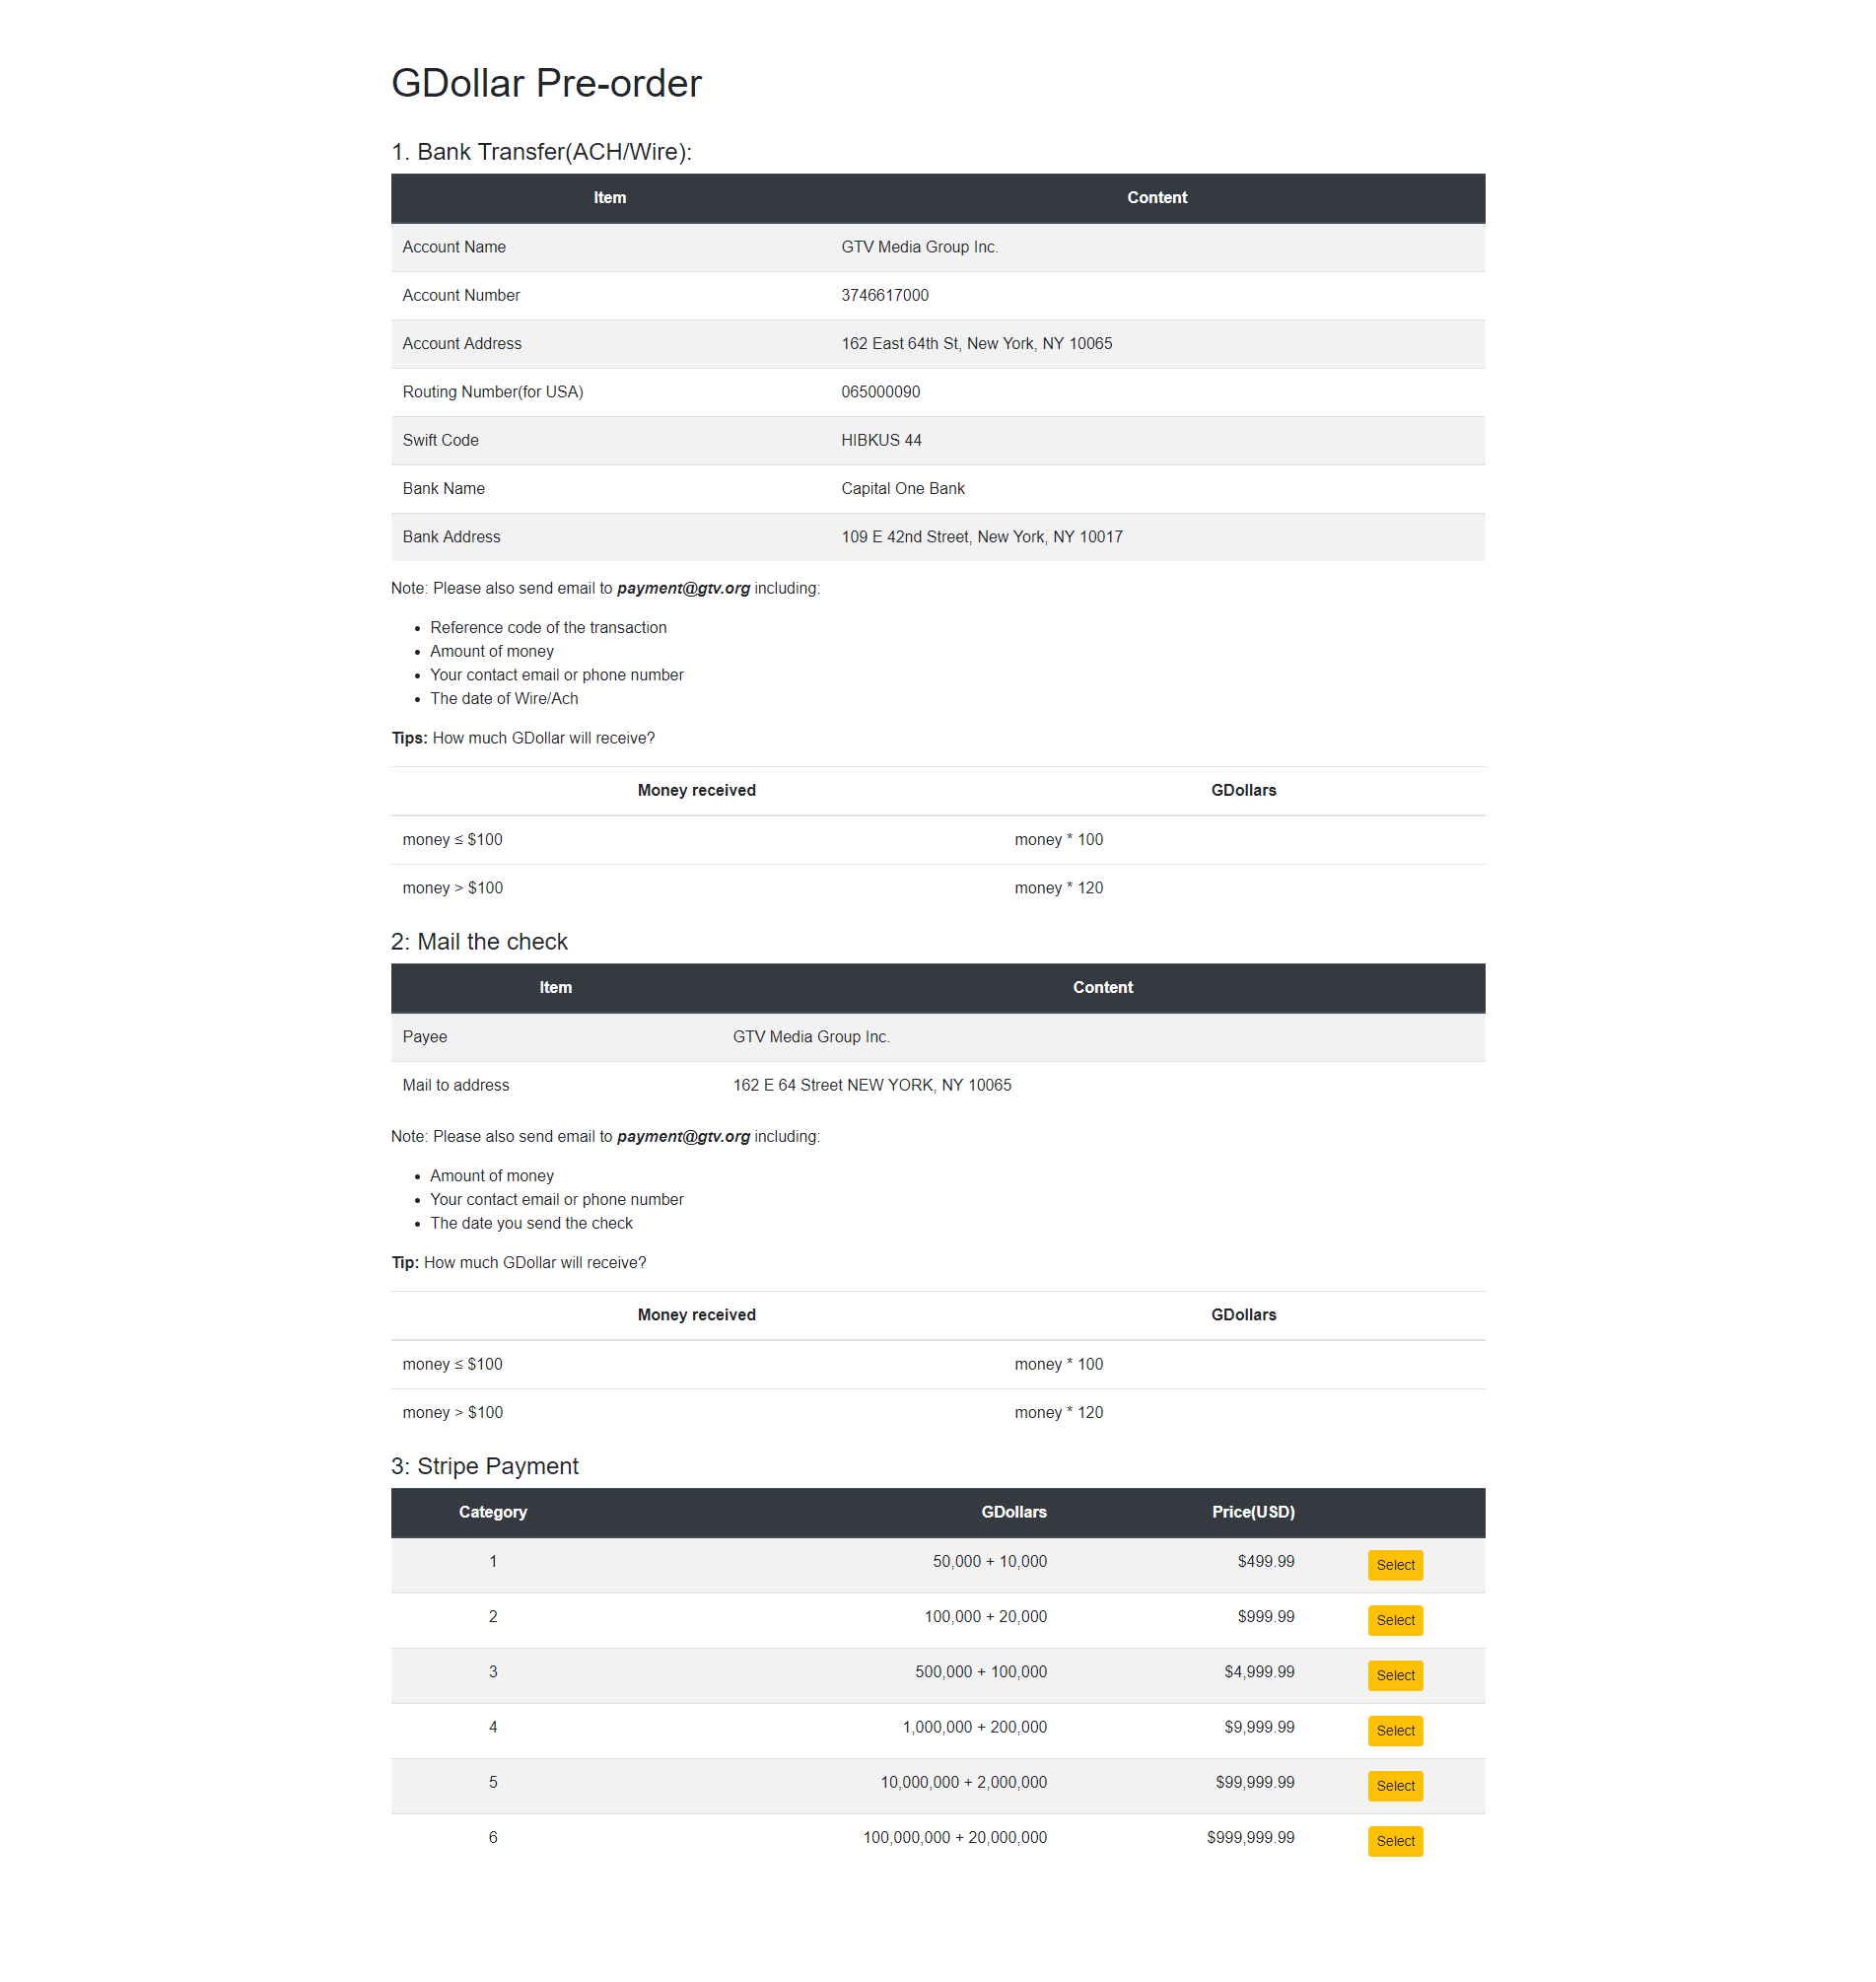 GDollar Pre-order
1. Bank Transfer(ACH/Wire):
Item Content
Account Name GTV Media Group Inc.
Account Number 3746617000
Account Address 162 East 64th St, New York, NY 10065
Routing Number(for USA) 065000090
Swift Code HIBKUS 44
Bank Name Capital One Bank
Bank Address 109 E 42nd Street, New York, NY 10017
Note: Please also send email to payment@gtv.org including:
• Reference code of the transaction
• Amount of money
• Your contact email or phone number
• The date of Wire/Ach
Tips: How much GDollar will receive?
Money received GDollars
money ≤ $100 money * 100
money > $100 money * 120
2: Mail the check
Item Content
Payee GTV Media Group Inc.
Mail to address 162 E 64 Street NEW YORK, NY 10065
Note: Please also send email to payment@gtv.org including:
• Amount of money
• Your contact email or phone number
• The date you send the check
Tip: How much GDollar will receive?
Money received GDollars
money ≤ $100 money * 100
money > $100 money * 120
3: Stripe Payment
Category GDollars Price(USD)
1 50,000 + 10,000 $499.99 Select
2 100,000 + 20,000 $999.99 Select
3 500,000 + 100,000 $4,999.99 Select
4 1,000,000 + 200,000 $9,999.99 Select
5 10,000,000 + 2,000,000 $99,999.99 Select
6 100,000,000 + 20,000,000 $999,999.99 Select